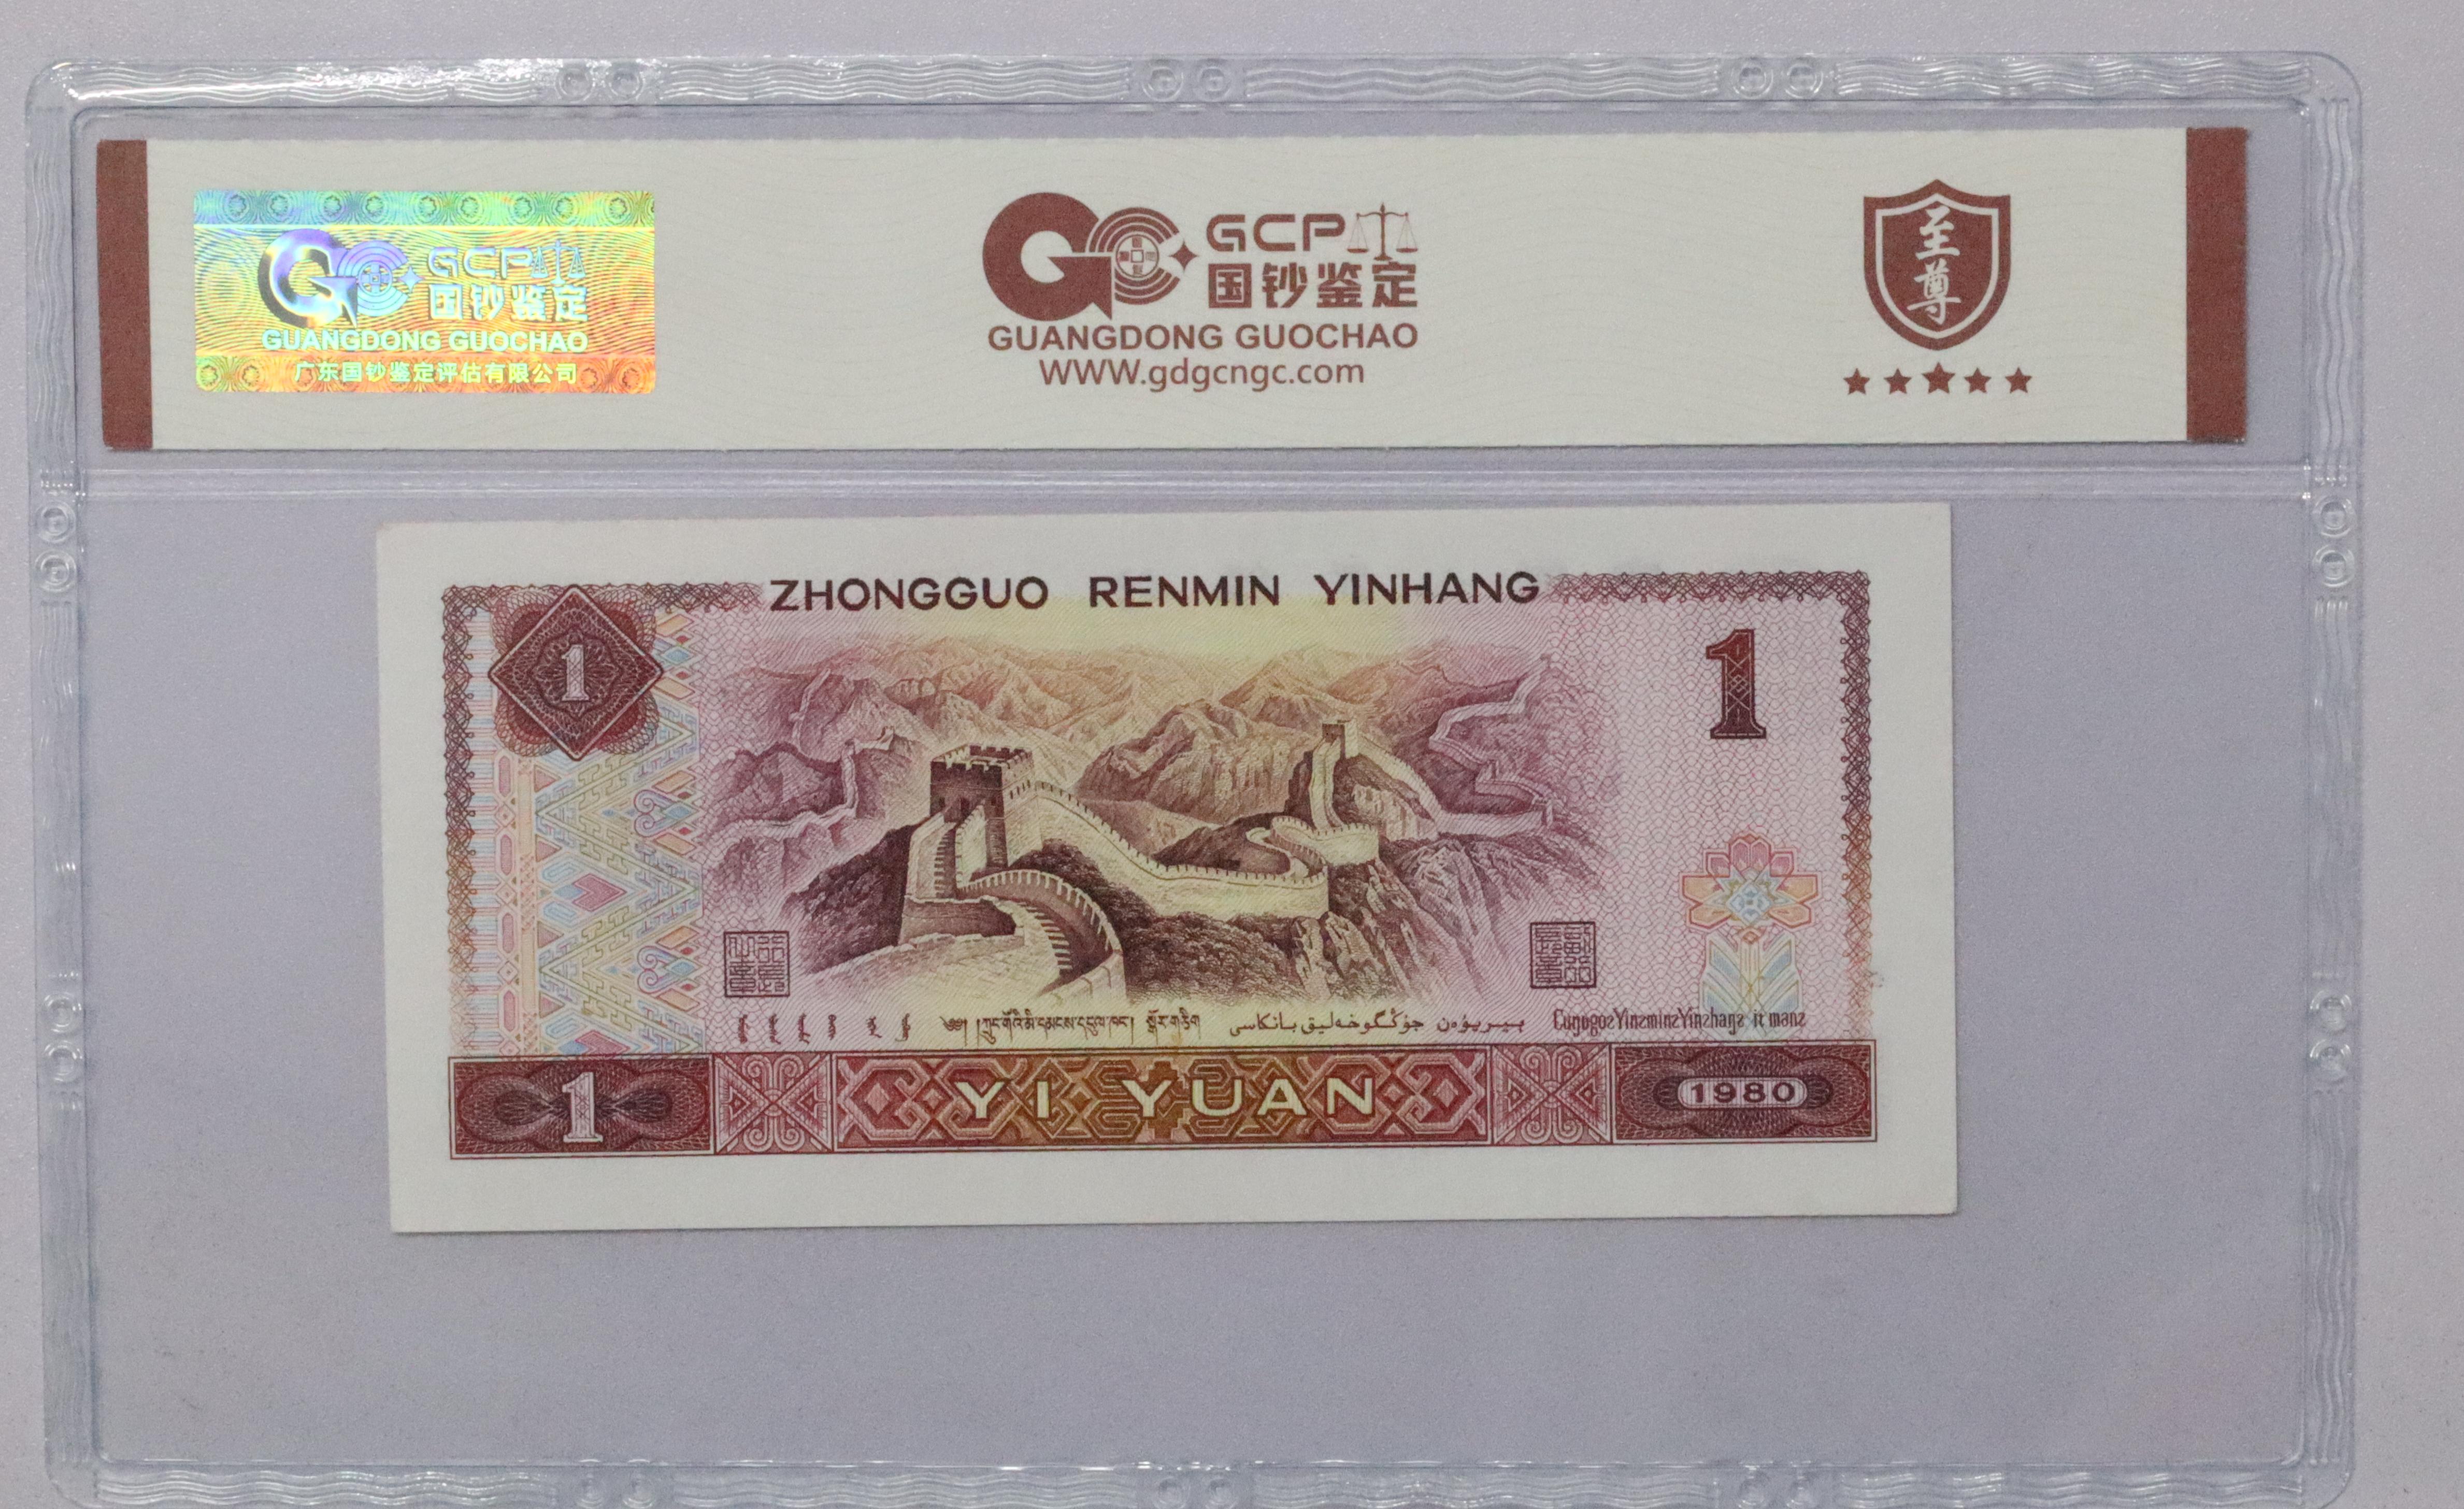 GCP
国钞鉴定
GUANGDONG GUOCHAO
广东国钞鉴定评估有限公司
GCP
国钞鉴定
GUANGDONG GUOCHAO
WWW.gdgcngc.com
至尊
ZHONGGUO RENMIN YINHANG
1
1
1
YI YUAN
1980